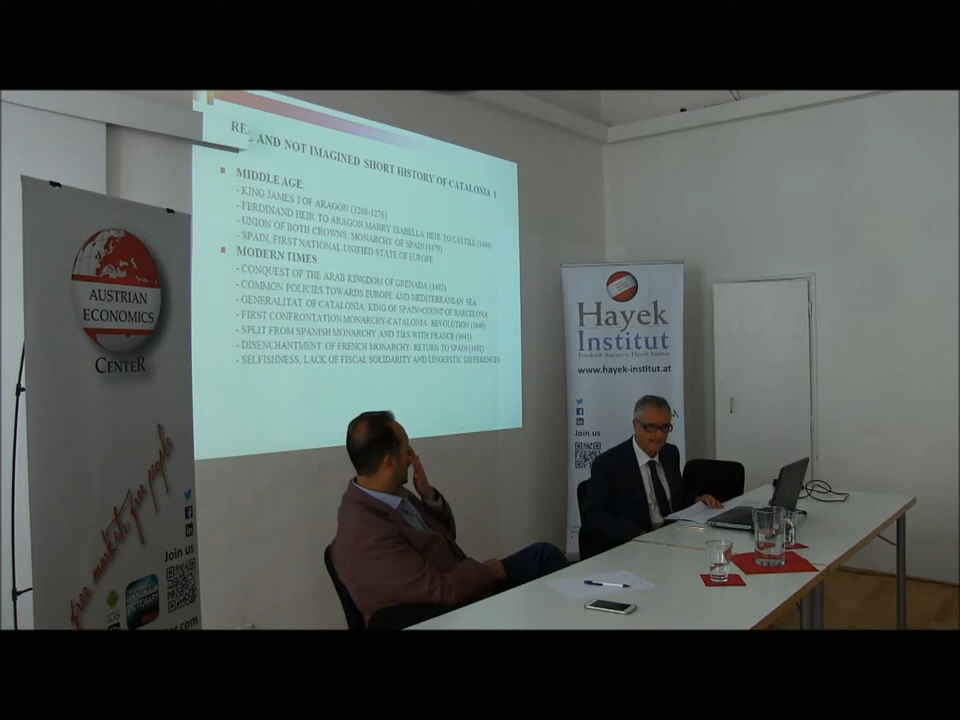 AND NOT IMAGINED SHORT HISTORY OF CATALONIA 1
MIDDLE AGE:
- KING JAMES I OF ARAGON (1208-1276)
- FERDINAND HEIR TO ARAGON MARRY ISABELLA HEIR TO CASTILE (1469)
- UNION OF BOTH CROWNS: MONARCHY OF SPAIN (1479)
- SPAIN, FIRST NATIONAL UNIFIED STATE OF EUROPE
MODERN TIMES:
- CONQUEST OF THE ARAB KINGDOM OF GRENADA (1492)
- COMMON POLICIES TOWARDS EUROPE AND MEDITERRANEAN SEA
- GENERALITAT OF CATALONIA: KING OF SPAIN=COUNT OF BARCELONA
- FIRST CONFRONTATION MONARCHY-CATALONIA: REVOLUTION (1640)
- SPLIT FROM SPANISH MONARCHY AND TIES WITH FRANCE (1641)
- DISENCHANTMENT OF FRENCH MONARCHY. RETURN TO SPAIN (1652)
- SELFISHNESS, LACK OF FISCAL SOLIDARITY AND LINGUISTIC DIFFERENCES
AUSTRIAN
ECONOMICS
CENTER
free markets, free people
Join us
Hayek
Institut
Friedrich August v. Hayek Institut
www.hayek-institut.at
Join us